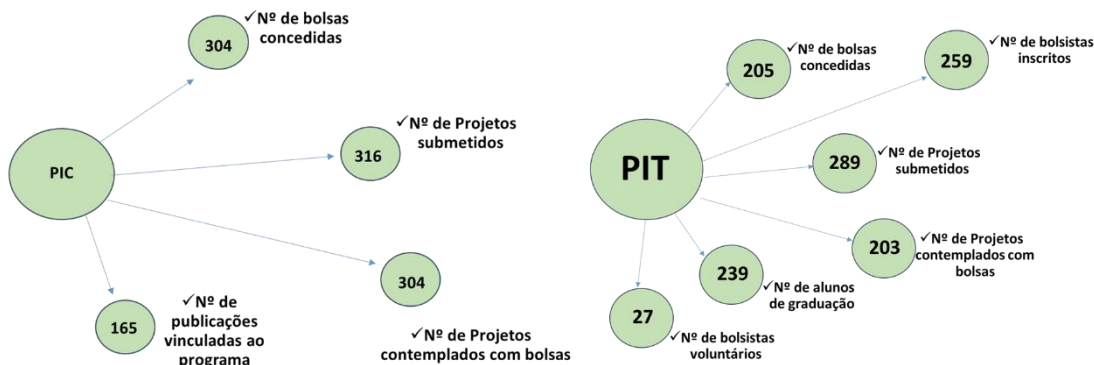 PIC
304
✓Nº de bolsas
concedidas
316
✓Nº de Projetos
submetidos
304
✓Nº de Projetos
contemplados com bolsas
165
✓Nº de
publicações
vinculadas ao
programa
PIT
205
✓Nº de bolsas
concedidas
259
✓Nº de bolsistas
inscritos
289
✓Nº de Projetos
submetidos
203
✓Nº de Projetos
contemplados com
bolsas
239
✓Nº de alunos
de graduação
27
✓Nº de bolsistas
voluntários